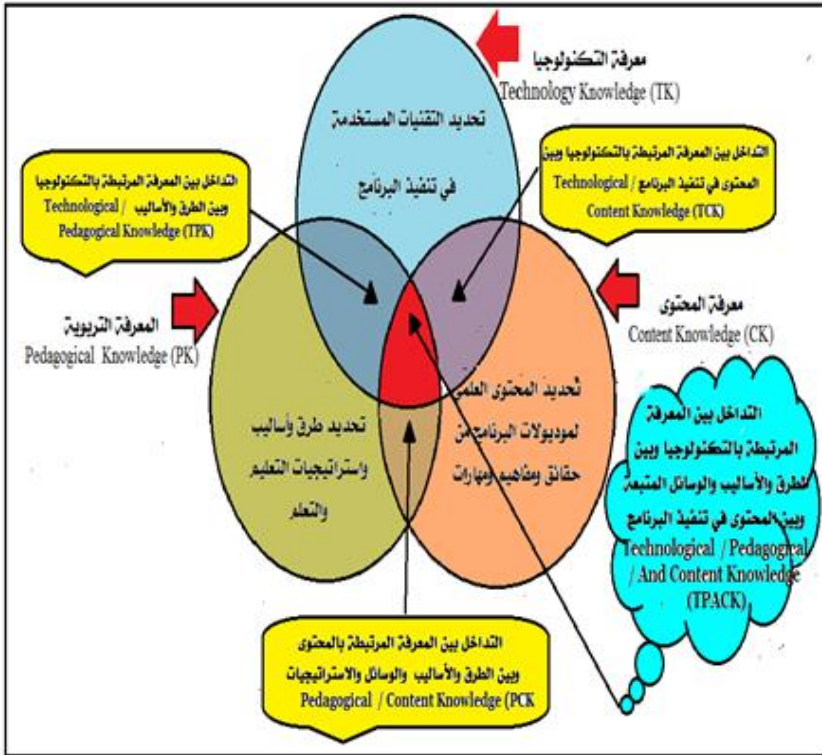 معرفة التكنولوجيا
Technology Knowledge (TK)
تحديد التقنيات المستخدمة
في تنفيذ البرنامج
التداخل بين المعرفة المرتبطة بالتكنولوجيا وبين
المحتوى في تنفيذ البرنامج / Technological
Content Knowledge (TCK)
التداخل بين المعرفة المرتبطة بالتكنولوجيا
وبين الطرق والأساليب / Technological
Pedagogical Knowledge (TPK)
المعرفة التربوية
Pedagogical Knowledge (PK)
معرفة المحتوى
Content Knowledge (CK)
تحديد المحتوى العلمى
لموديولات البرنامج من
حقائق ومفاهيم ومهارات
تحديد طرق وأساليب
واستراتيجيات التعليم
والتعلم
التداخل بين المعرفة
المرتبطة بالتكنولوجيا وبين
الطرق والأساليب والوسائل المتبعة
وبين المحتوى في تنفيذ البرنامج
Technological / Pedagogical
/ And Content Knowledge
(TPACK)
التداخل بين المعرفة المرتبطة بالمحتوى
وبين الطرق والأساليب والوسائل والاستراتيجيات
Pedagogical / Content Knowledge (PCK